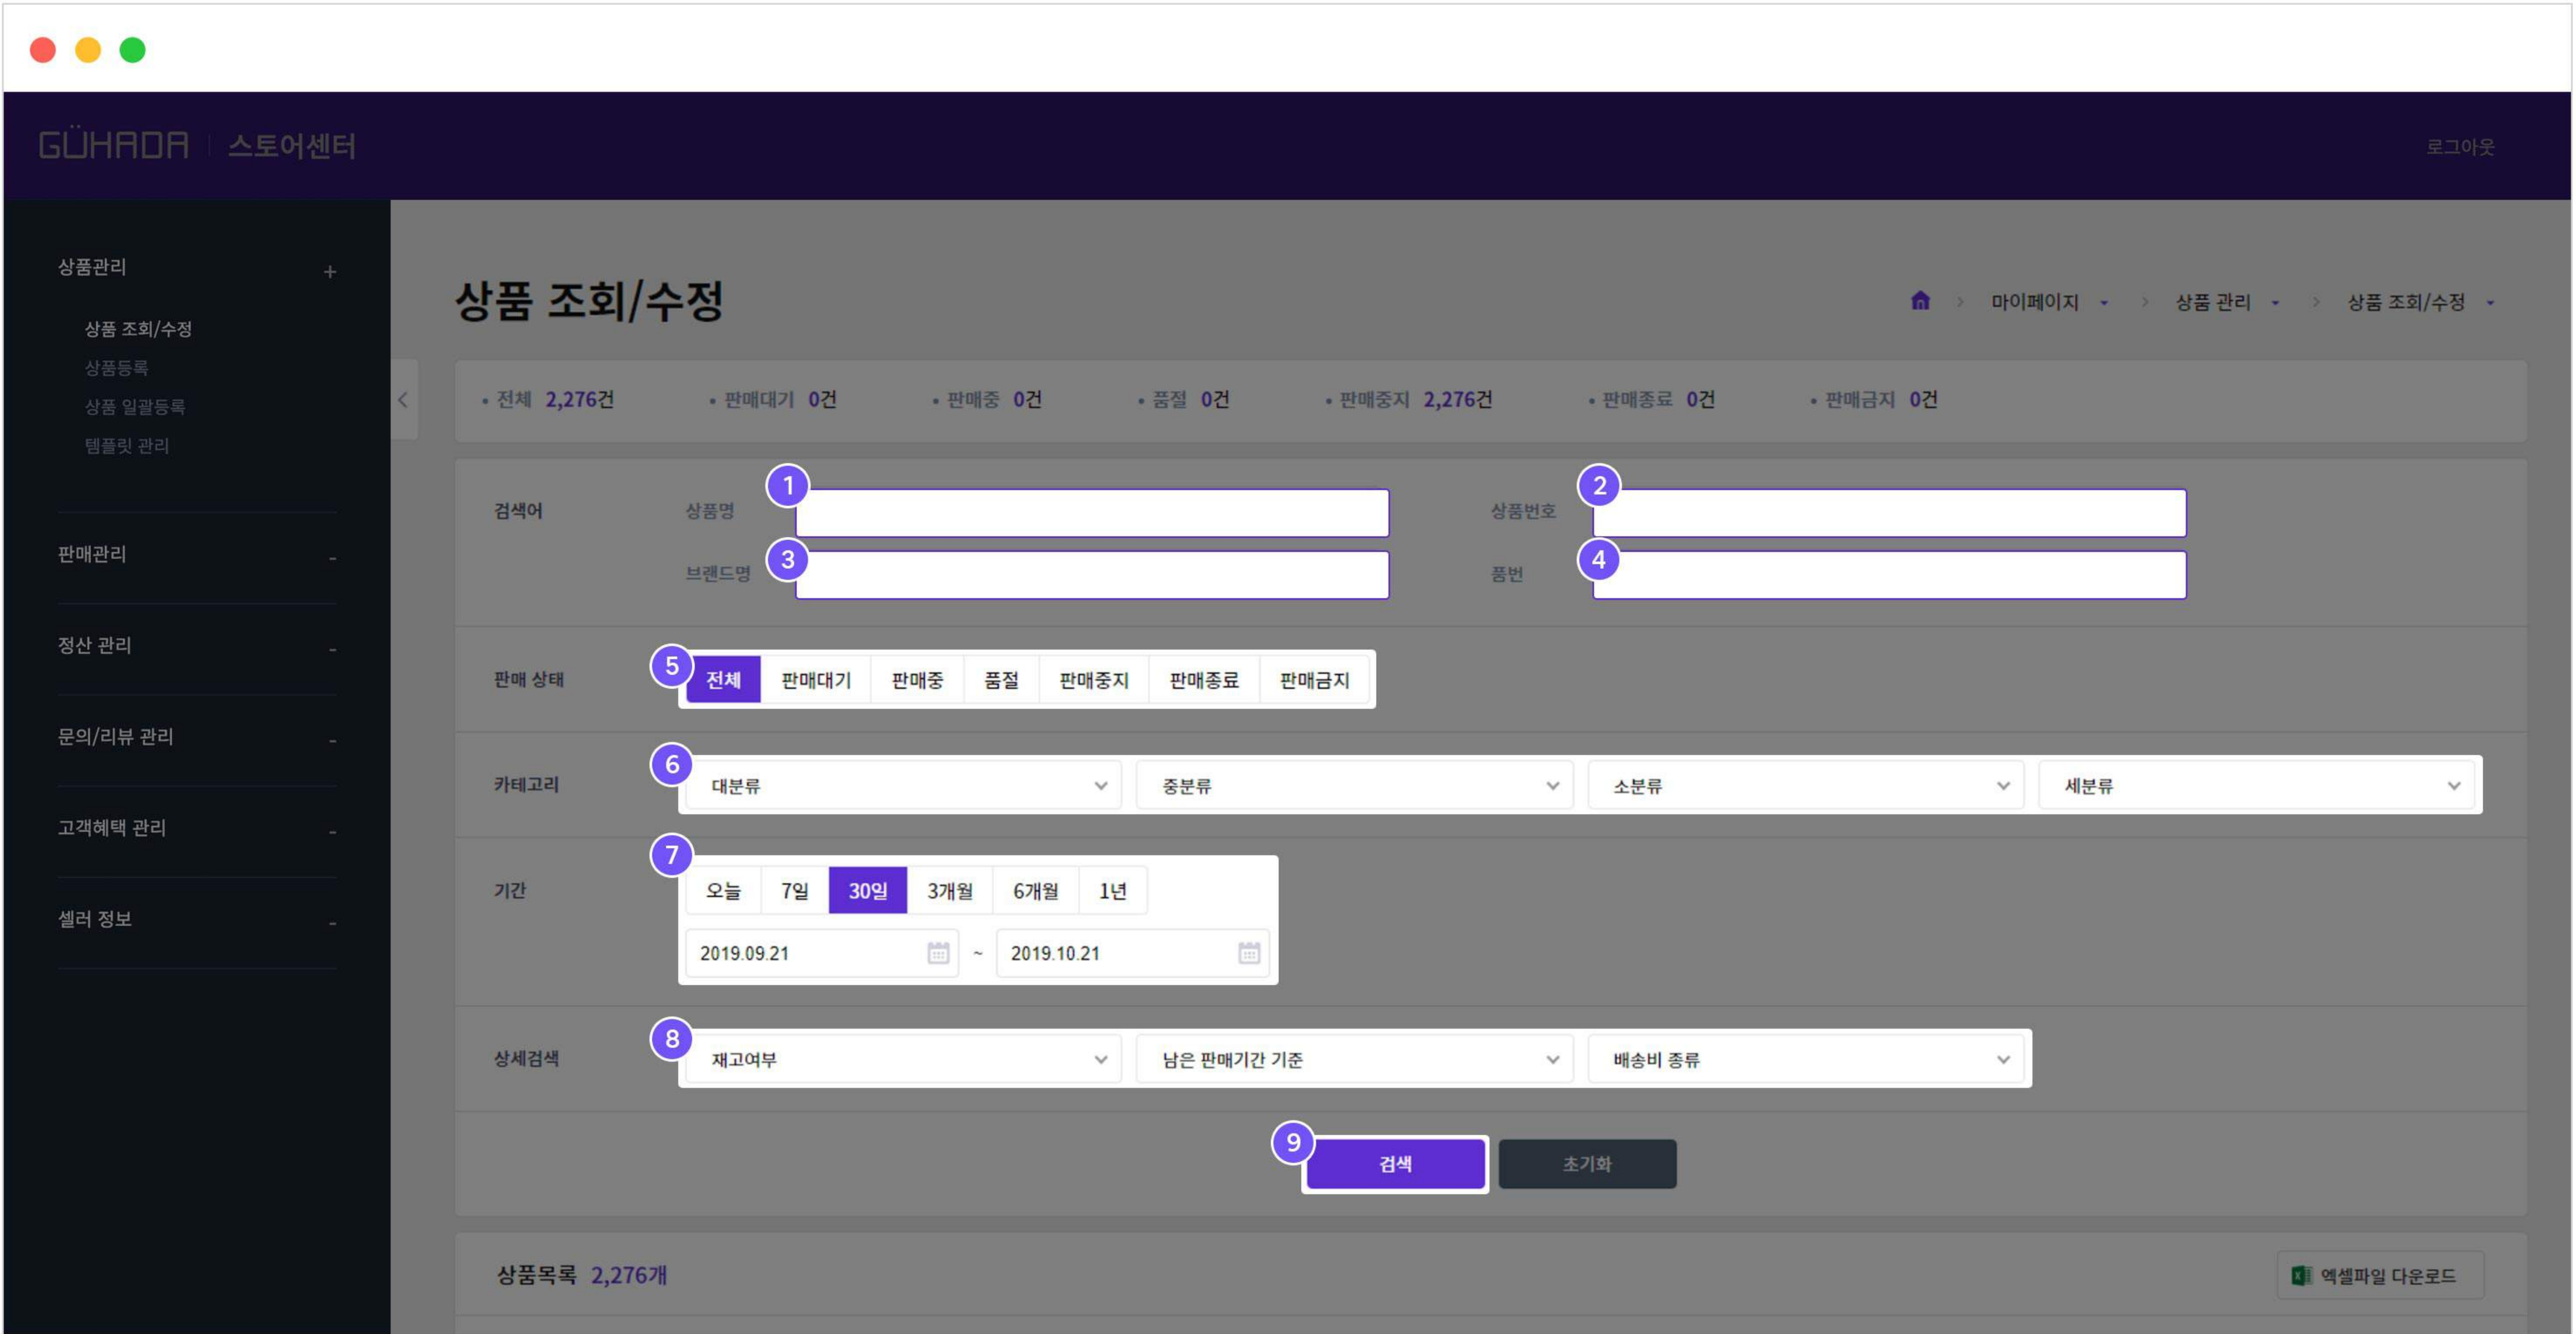 GÜHADA 스토어센터
로그아웃
상품관리 +
상품 조회/수정
상품등록
상품 일괄등록
템플릿 관리
판매관리 -
정산 관리 -
문의/리뷰 관리 -
고객혜택 관리 -
셀러 정보 -
상품 조회/수정
마이페이지 > 상품 관리 > 상품 조회/수정
• 전체 2,276건 • 판매대기 0건 • 판매중 0건 • 품절 0건 • 판매중지 2,276건 • 판매종료 0건 • 판매금지 0건
검색어 상품명 1 상품번호 2
브랜드명 3 품번 4
판매 상태 5 전체 판매대기 판매중 품절 판매중지 판매종료 판매금지
카테고리 6 대분류 중분류 소분류 세분류
기간 7 오늘 7일 30일 3개월 6개월 1년
2019.09.21 ~ 2019.10.21
상세검색 8 재고여부 남은 판매기간 기준 배송비 종류
9 검색 초기화
상품목록 2,276개 엑셀파일 다운로드